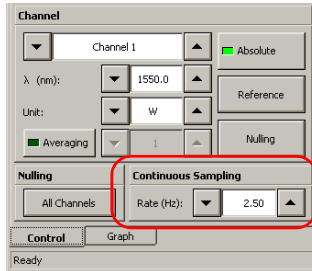 Channel
Channel 1
Absolute
λ (nm):
1550.0
Reference
Unit:
W
Averaging
1
Nulling
Nulling
Continuous Sampling
All Channels
Rate (Hz):
2.50
Control
Graph
Ready